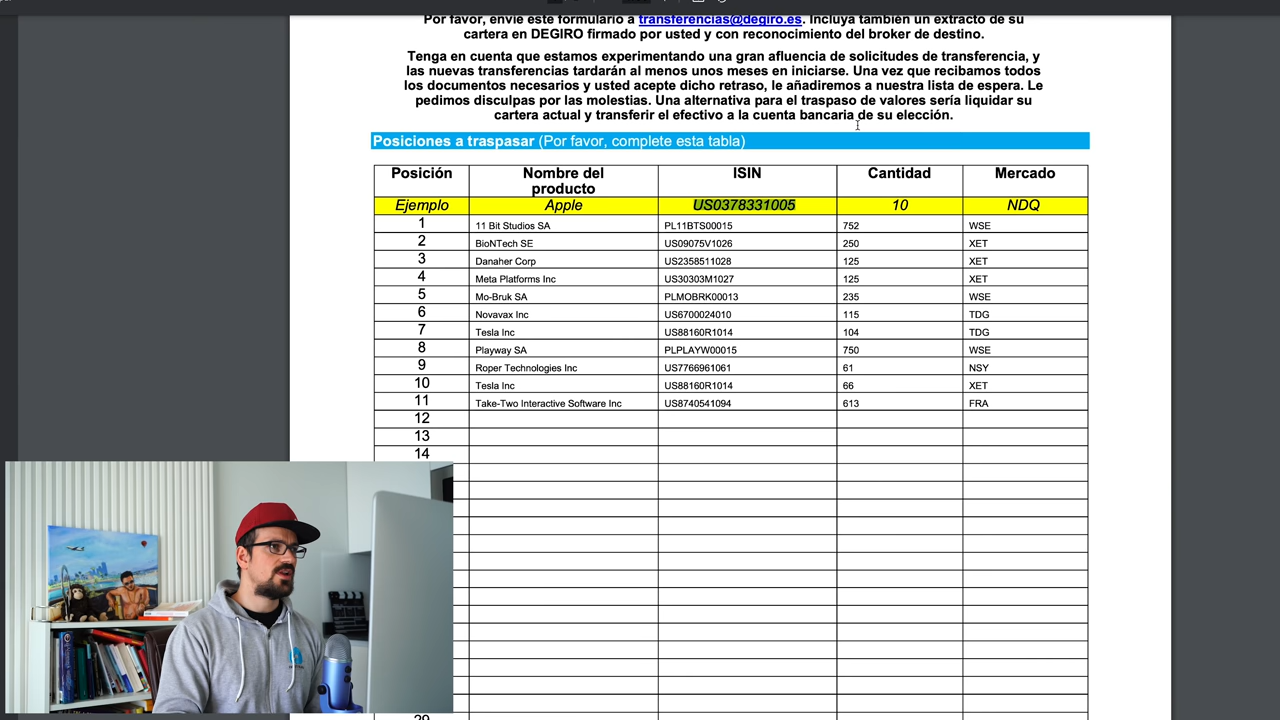 Por favor, envíe este formulario a transferencias@degiro.es. Incluya también un extracto de su
cartera en DEGIRO firmado por usted y con reconocimiento del broker de destino.
Tenga en cuenta que estamos experimentando una gran afluencia de solicitudes de transferencia, y
las nuevas transferencias tardarán al menos unos meses en iniciarse. Una vez que recibamos todos
los documentos necesarios y usted acepte dicho retraso, le añadiremos a nuestra lista de espera. Le
pedimos disculpas por las molestias. Una alternativa para el traspaso de valores sería liquidar su
cartera actual y transferir el efectivo a la cuenta bancaria de su elección.
Posiciones a traspasar (Por favor, complete esta tabla)
Posición Nombre del producto ISIN Cantidad Mercado
Ejemplo Apple US0378331005 10 NDQ
1 11 Bit Studios SA PL11BTS00015 752 WSE
2 BioNTech SE US09075V1026 250 XET
3 Danaher Corp US2358511028 125 XET
4 Meta Platforms Inc US30303M1027 125 XET
5 Mo-Bruk SA PLMOBRK00013 235 WSE
6 Novavax Inc US6700024010 115 TDG
7 Tesla Inc US88160R1014 104 TDG
8 Playway SA PLPLAYW00015 750 WSE
9 Roper Technologies Inc US7766961061 61 NSY
10 Tesla Inc US88160R1014 66 XET
11 Take-Two Interactive Software Inc US8740541094 613 FRA
12
13
14
29